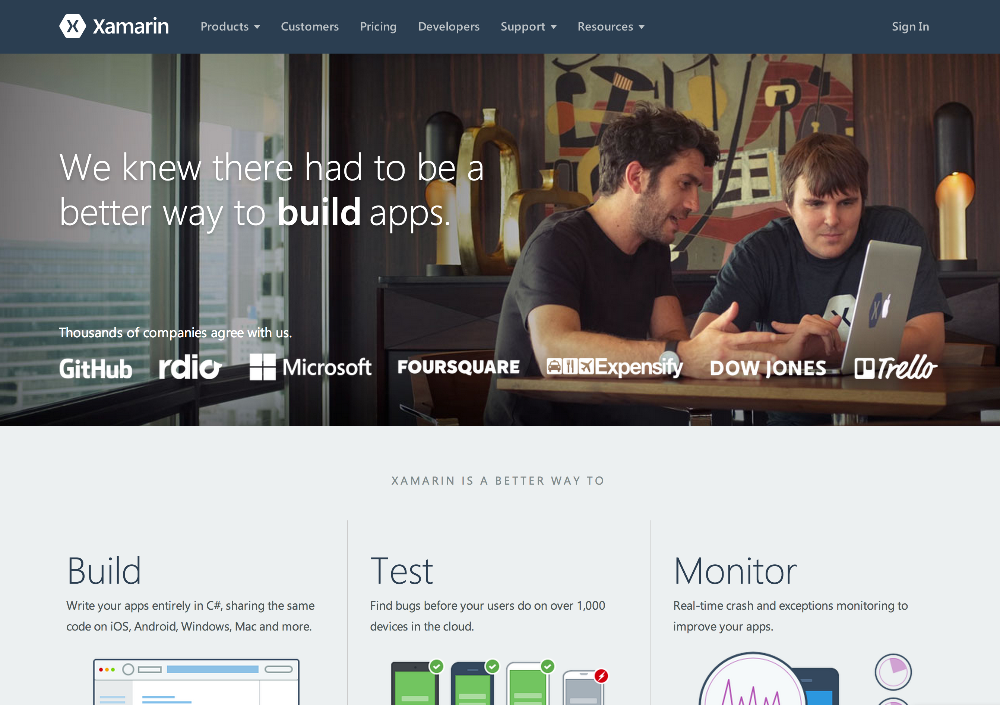 Xamarin
Products
Customers
Pricing
Developers
Support
Resources
Sign In
We knew there had to be a
better way to build apps.
Thousands of companies agree with us.
GitHub
rdio
Microsoft
FOURSQUARE
Expensify
DOW JONES
Trello
XAMARIN IS A BETTER WAY TO
Build
Write your apps entirely in C#, sharing the same
code on iOS, Android, Windows, Mac and more.
Test
Find bugs before your users do on over 1,000
devices in the cloud.
Monitor
Real-time crash and exceptions monitoring to
improve your apps.